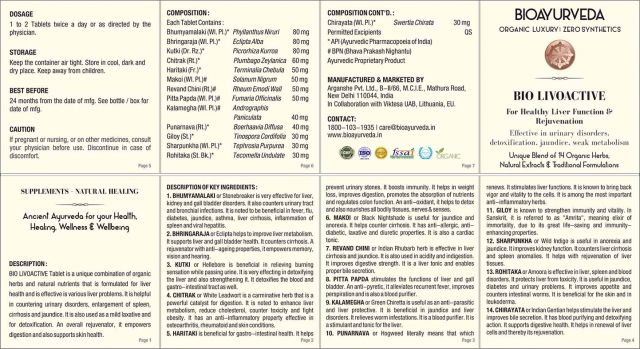 DOSAGE
1 to 2 Tablets twice a day or as directed by the
physician.
STORAGE
Keep the container air tight. Store in cool, dark and
dry place. Keep away from children.
BEST BEFORE
24 months from the date of mfg. See bottle / box for
date of mfg.
CAUTION
If pregnant or nursing, or on other medicines, consult
your physician before use. Discontinue in case of
discomfort.
Page 5
COMPOSITION :
Each Tablet Contains :
Bhumyamalaki (Wl. Pl.)* Phyllanthus Niruri 80 mg
Bhringaraja (Wl. Pl.)* Eclipta Alba 80 mg
Kutki (Dr. Rz.)* Picrorhiza Kurroa 80 mg
Chitrak (Rt.)* Plumbago Zeylanica 60 mg
Haritaki (Fr.)* Terminalia Chebula 50 mg
Makoi (Wl. Pl.)# Solanum Nigrum 50 mg
Revand Chini (Rt.)# Rheum Emodi Wall 50 mg
Pitta Papda (Wl. Pl.)# Fumaria Officinalis 50 mg
Kalamegha (Wl. Pl.)# Andrographis
Paniculata 40 mg
Punarnava (Rt.)* Boerhaavia Diffusa 40 mg
Giloy (St.)* Tinospora Cordifolia 30 mg
Sharpunkha (Wl. Pl.)* Tephrosia Purpurea 30 mg
Rohitaka (St. Bk.)* Tecomella Undulate 30 mg
Page 6
COMPOSITION CONT'D. :
Chirayata (Wl. Pl.)* Swertia Chirata 30 mg
Permitted Excipients QS
* API (Ayurvedic Pharmacopoeia of India)
# BPN (Bhava Prakash Nighantu)
Ayurvedic Proprietary Product
MANUFACTURED & MARKETED BY
Arganshe Pvt. Ltd., B-II/66, M.C.I.E., Mathura Road,
New Delhi 110044, India
In Collaboration with Viktesa UAB, Lithuania, EU.
CONTACT:
1800-103-1935 I care@bioayurveda.in
www.bioayurveda.in
GMP
ISO
fssai
ORGANIC
Page 7
BIOAYURVEDA
ORGANIC LUXURY | ZERO SYNTHETICS
BIO LIVOACTIVE
For Healthy Liver Function &
Rejuvenation
Effective in urinary disorders,
detoxification, jaundice, weak metabolism
Unique Blend of 14 Organic Herbs,
Natural Extracts & Traditional Formulations
SUPPLEMENTS - NATURAL HEALING
Ancient Ayurveda for your Health,
Healing, Wellness & Wellbeing
DESCRIPTION :
BIO LIVOACTIVE Tablet is a unique combination of organic
herbs and natural nutrients that is formulated for liver
health and is effective in various liver problems. It is helpful
in countering urinary disorders, enlargement of spleen,
cirrhosis and jaundice. It is also used as a mild laxative and
for detoxification. An overall rejuvenator, it empowers
digestion and also supports skin health.
Page 1
DESCRIPTION OF KEY INGREDIENTS :
1. BHUMYAMALAKI or Stonebreaker is very effective for liver,
kidney and gall bladder disorders. It also counters urinary tract
and bronchial infections. It is noted to be beneficial in fever, flu,
diabetes, jaundice, asthma, liver cirrhosis, inflammation of
spleen and viral hepatitis.
2. BHRINGARAJA or Eclipta helps to improve liver metabolism.
It supports liver and gall bladder health. It counters cirrhosis. A
rejuvenator with anti-ageing properties, it empowers memory,
spleen and hearing.
3. KUTKI or Hellebore is beneficial in relieving burning
sensation while passing urine. It is very effecting in detoxifying
the liver and also strengthening it. It detoxifies the blood and
gastro-intestinal tract as well.
4. CHITRAK or White Leadwort is a carminative herb that is a
powerful catalyst for digestion. It is noted to enhance liver
metabolism, reduce cholesterol, counter toxicity and fight
obesity. It has an anti-inflammatory property effective in
osteoarthritis, rheumatoid and skin conditions.
5. HARITAKI is beneficial for gastro-intestinal health. It helps
Page 2
prevent urinary stones. It boosts immunity. It helps in weight
loss, improves digestion, promotes the absorption of nutrients
and regulates colon function. An anti-oxidant, it helps to detox
and also nourishes all bodily tissues, nerves & senses.
6. MAKOI or Black Nightshade is useful for jaundice and
anorexia. It helps counter cirrhosis. It has anti-allergic, anti-
diabetic, laxative and diuretic properties. It is also a cardiac
tonic.
7. REVAND CHINI or Indian Rhubarb herb is effective in liver
cirrhosis and jaundice. It is also used in acidity and indigestion.
It improves digestive strength. It is a liver tonic and enables
proper bile secretion.
8. PITTA PAPDA stimulates the functions of liver and gall
bladder. An anti-pyretic, it alleviates recurrent fever, improves
perspiration and is also a blood purifier.
9. KALAMEGHA or Green Chiretta is useful as an anti-parasitic
and liver protective. It is beneficial in jaundice and liver
disorders. It relieves worm infestations. It is a blood purifier. It is
a stimulant and tonic for the liver.
10. PUNARNAVA or Hogweed literally means that which
Page 3
renews. It stimulates liver functions. It is known to bring back
vigor and vitality to the cells. It is among the most important
anti-inflammatory herbs.
11. GILOY is known to strengthen immunity and vitality. In
Sanskrit, it is referred to as "Amrita", meaning elixir of
immortality, due to its great life-saving and immunity-
enhancing properties.
12. SHARPUNKHA or Wild Indigo is useful in anorexia and
jaundice. It improves kidney function. It counters liver cirrhosis
and spleen anomalies. It helps with rejuvenation of liver
tissues.
13. ROHITAKA or Amoora is effective in liver, spleen and blood
disorders. It protects liver from toxicity. It is useful in jaundice,
diabetes and urinary problems. It improves appetite and
counters intestinal worms. It is beneficial for the skin and in
leukoderma.
14. CHIRAYATA or Indian Gentian helps stimulate the liver and
improves bile secretion. It has blood purifying and detoxifying
action. It supports digestive health. It helps in renewal of liver
cells and thereby its rejuvenation.
Page 4